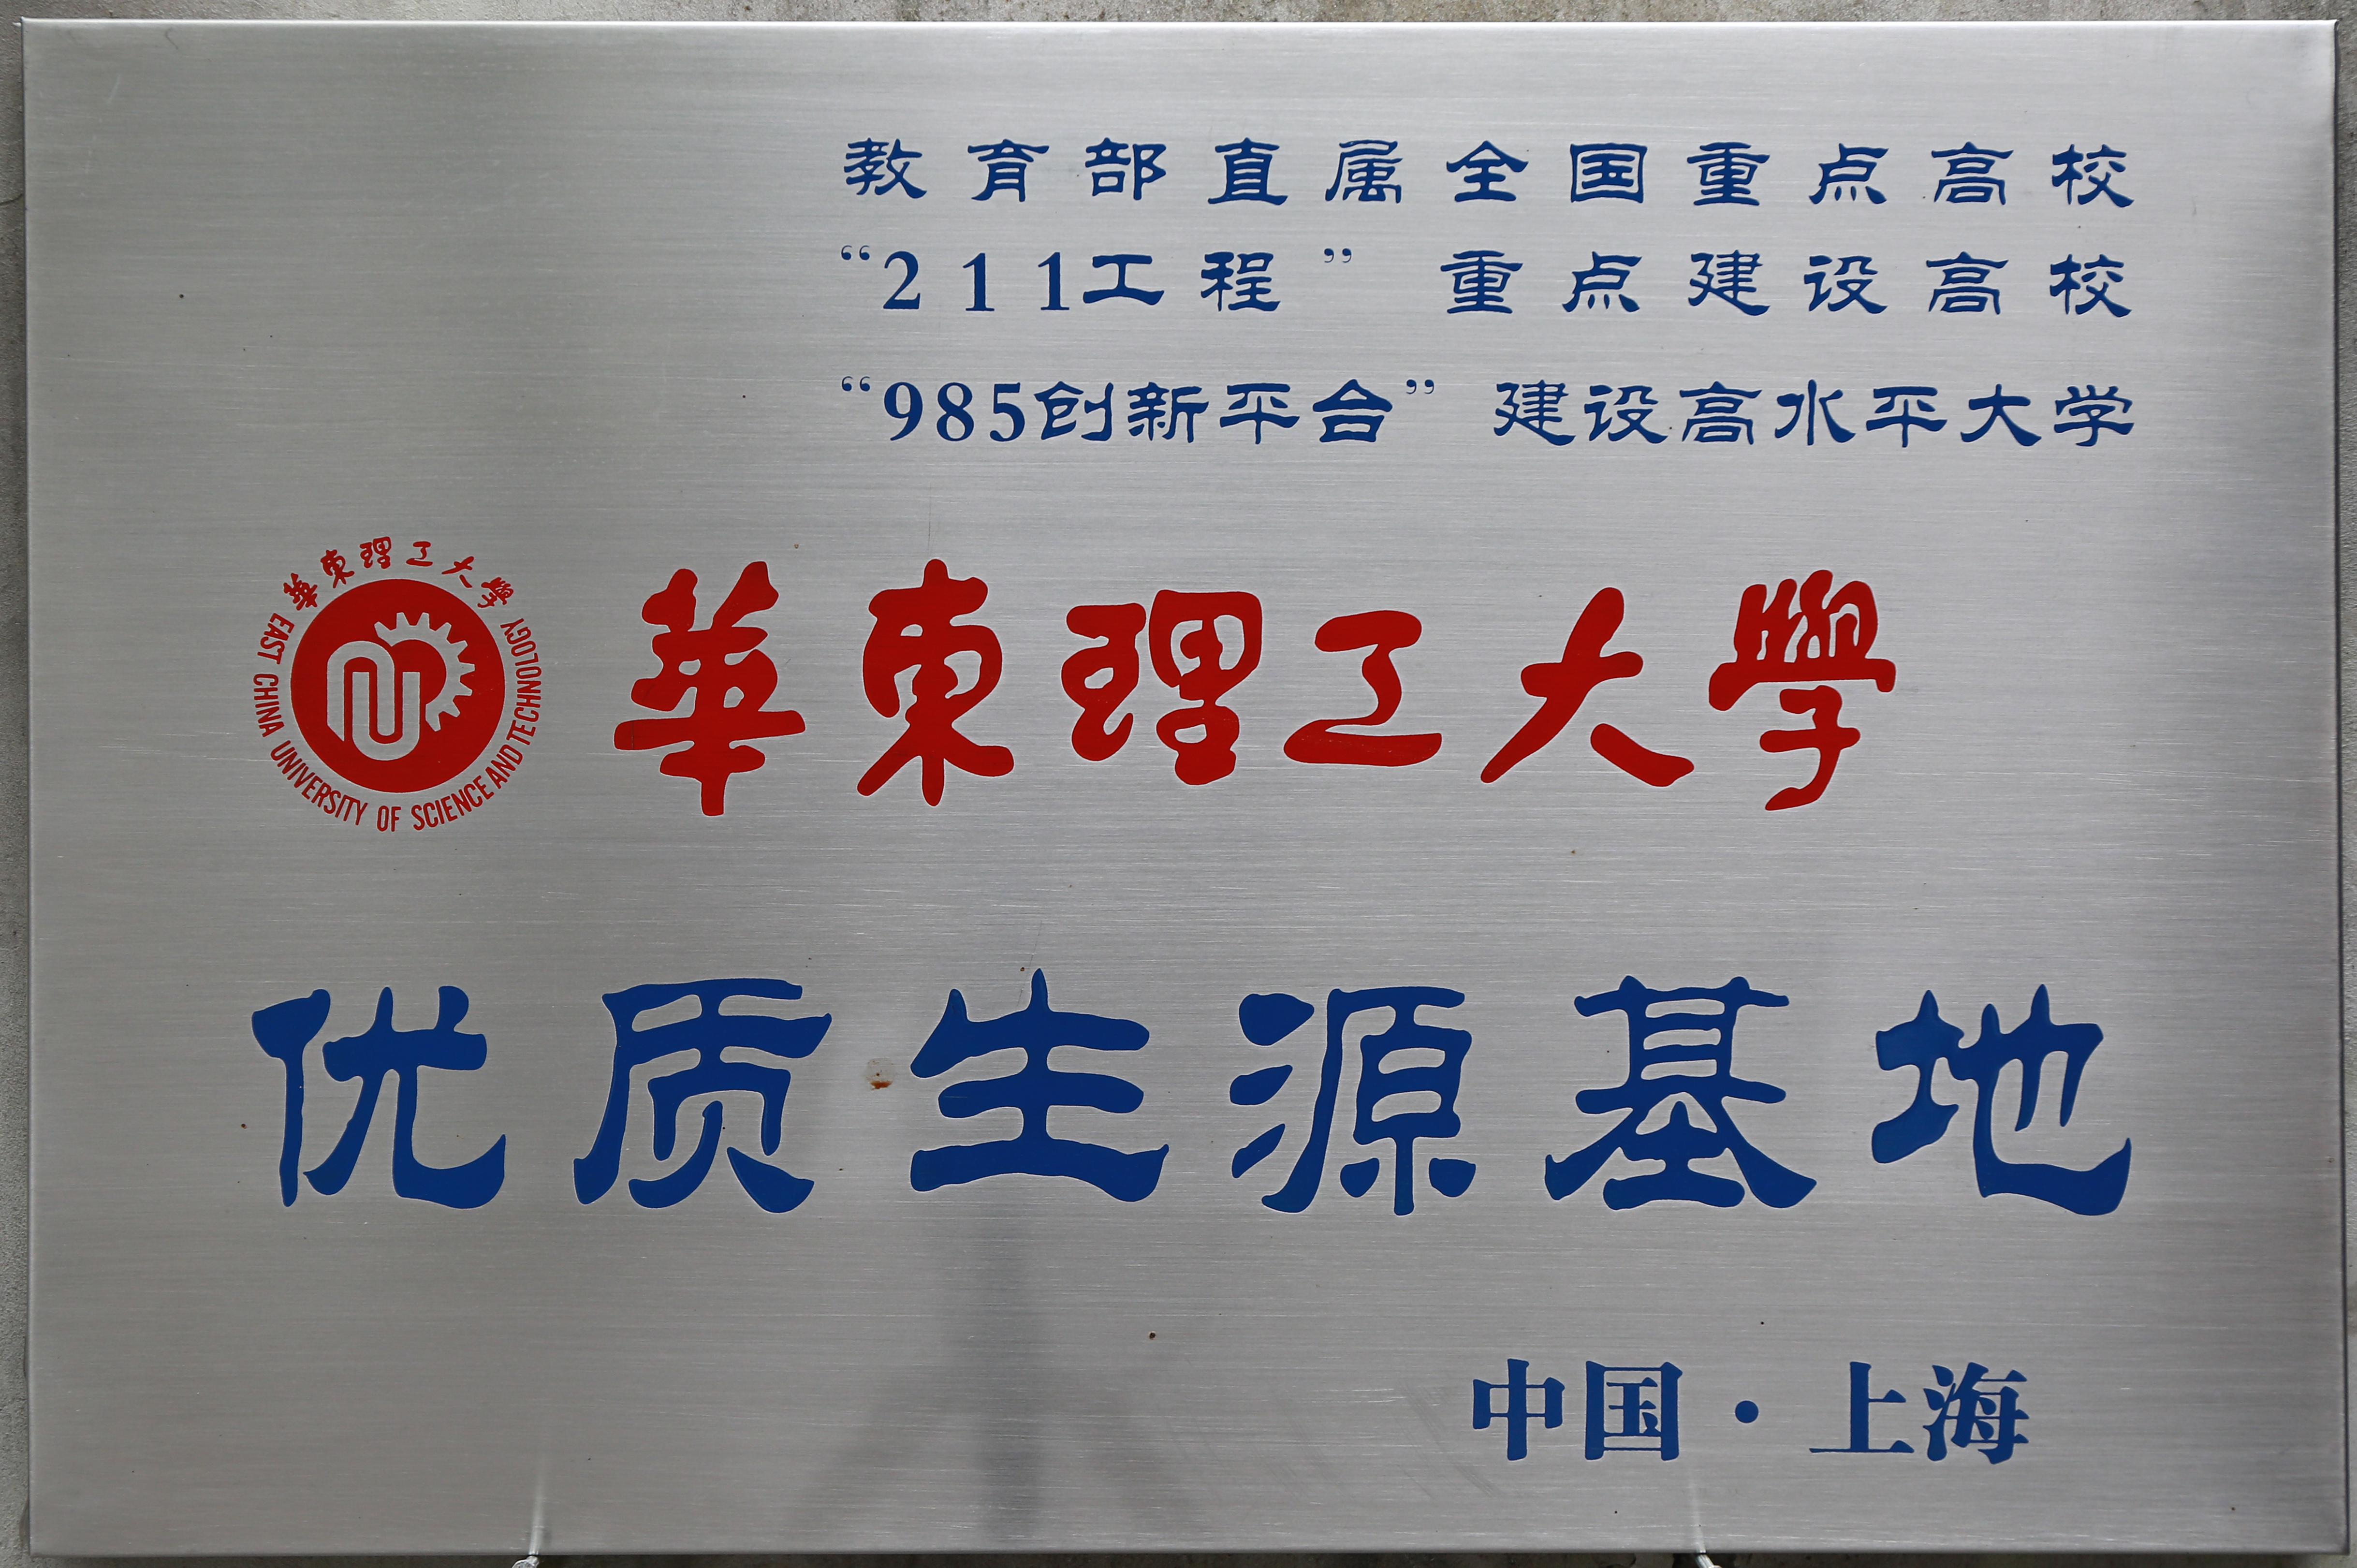 教育部直属全国重点高校
“211工程”重点建设高校
“985创新平台”建设高水平大学
華東理工大學
EAST CHINA UNIVERSITY OF SCIENCE AND TECHNOLOGY
華東理工大學
优质生源基地
中国·上海